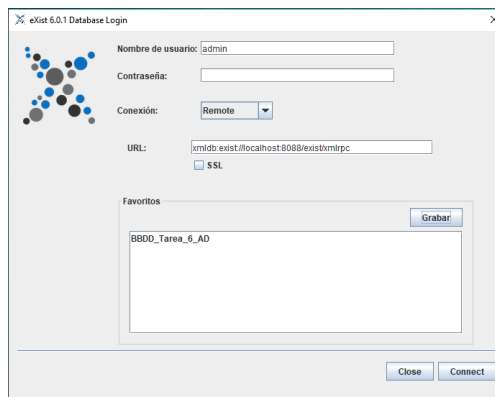 eXist 6.0.1 Database Login
Nombre de usuario: admin
Contraseña:
Conexión: Remote
URL: xmldb:exist://localhost:8088/exist/xmlrpc
SSL
Favoritos
Grabar
BBDD_Tarea_6_AD
Close Connect